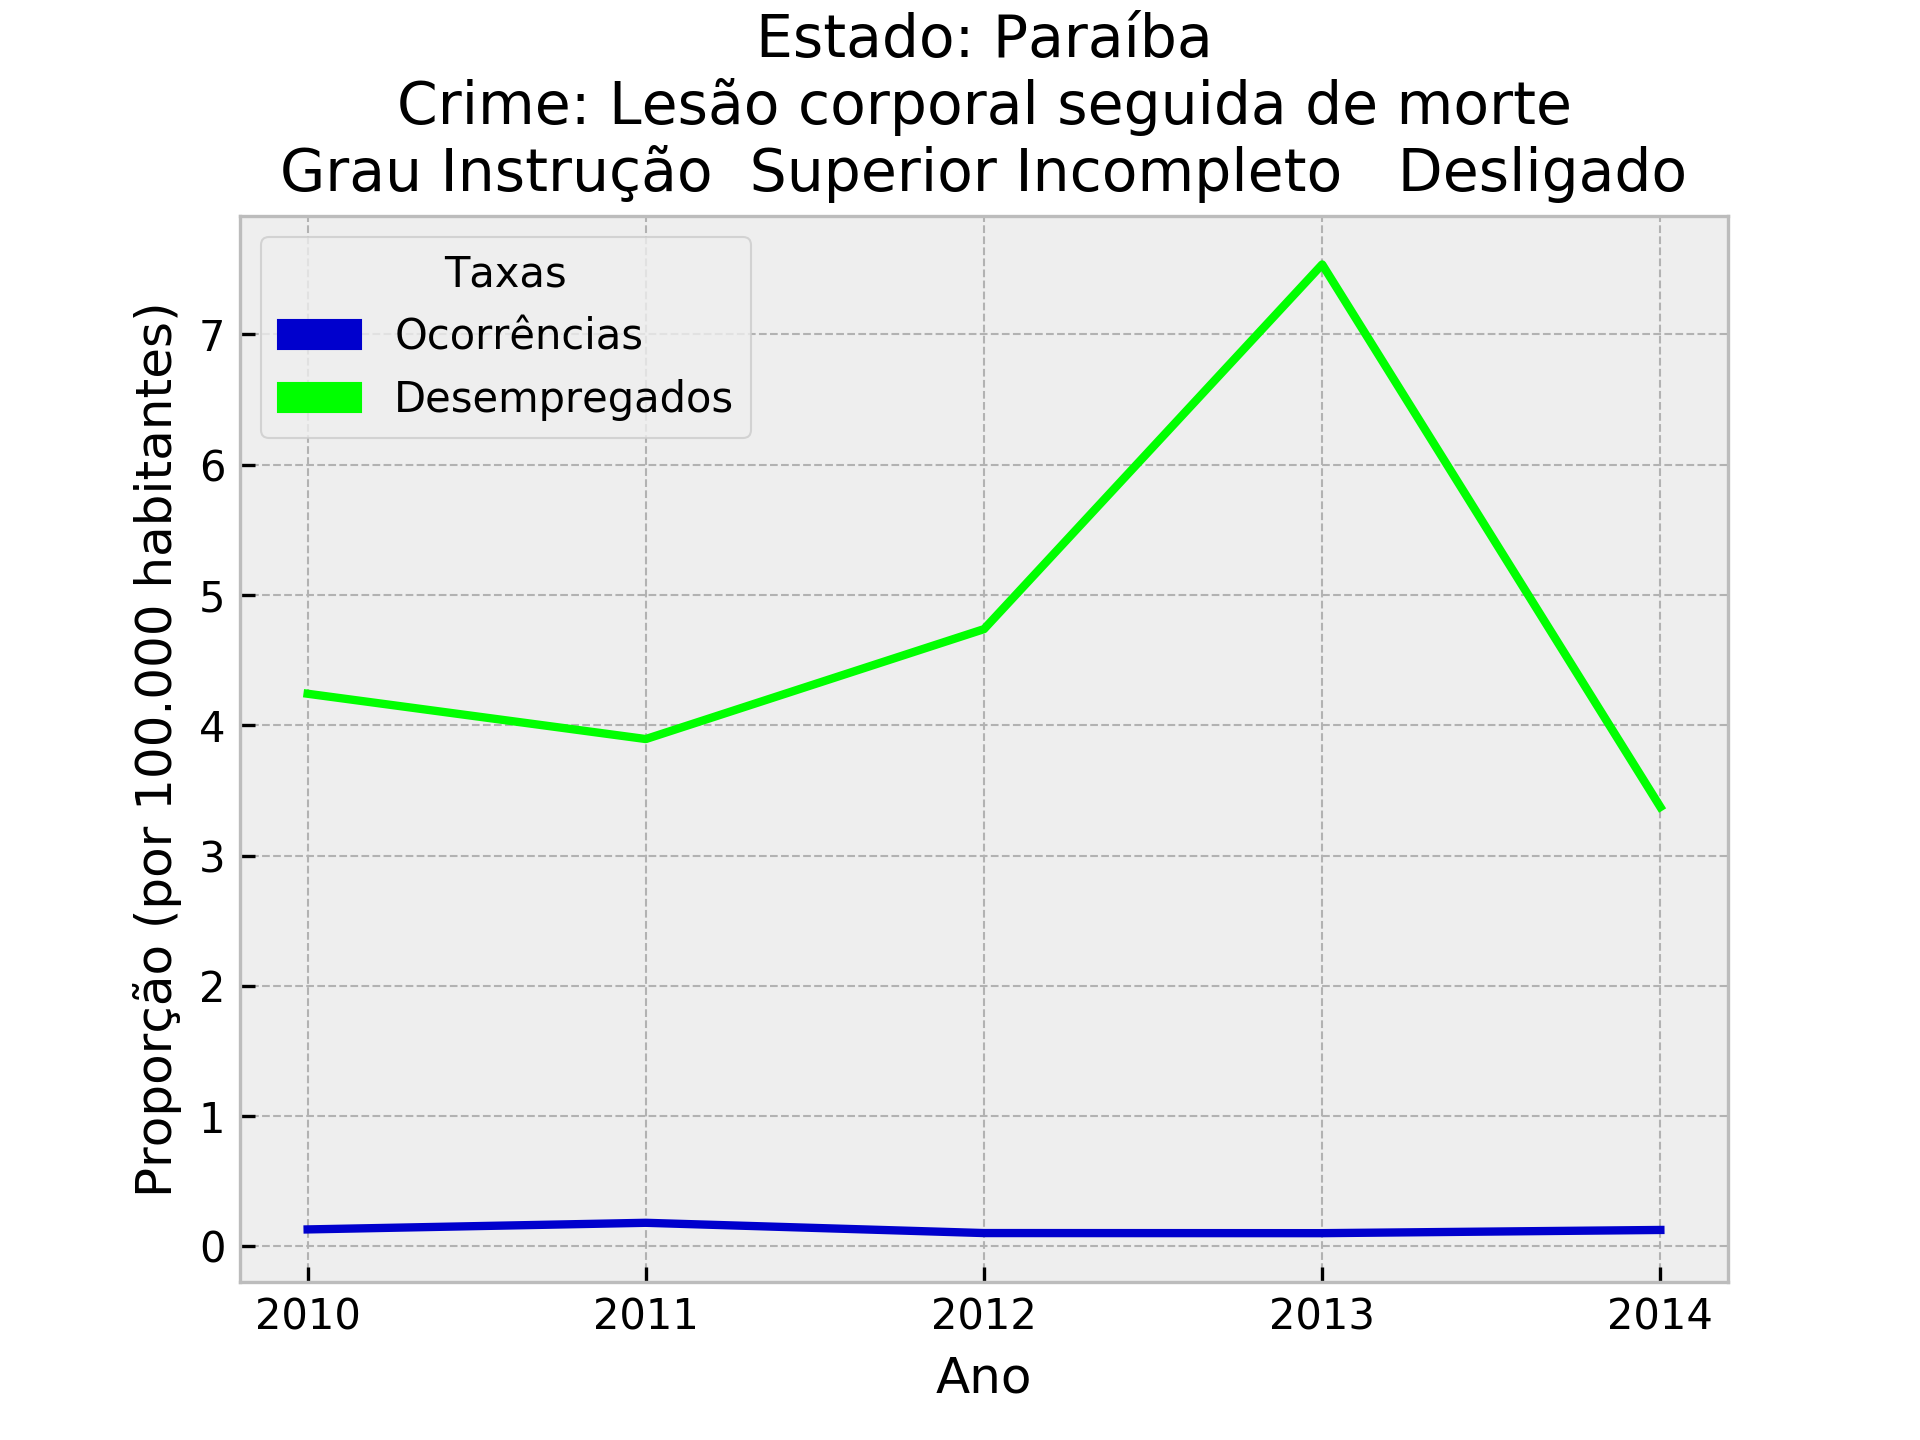 Estado: Paraíba
Crime: Lesão corporal seguida de morte
Grau Instrução  Superior Incompleto   Desligado
Taxas
Ocorrências
Desempregados
Proporção (por 100.000 habitantes)
7
6
5
4
3
2
1
0
2010 2011 2012 2013 2014
Ano